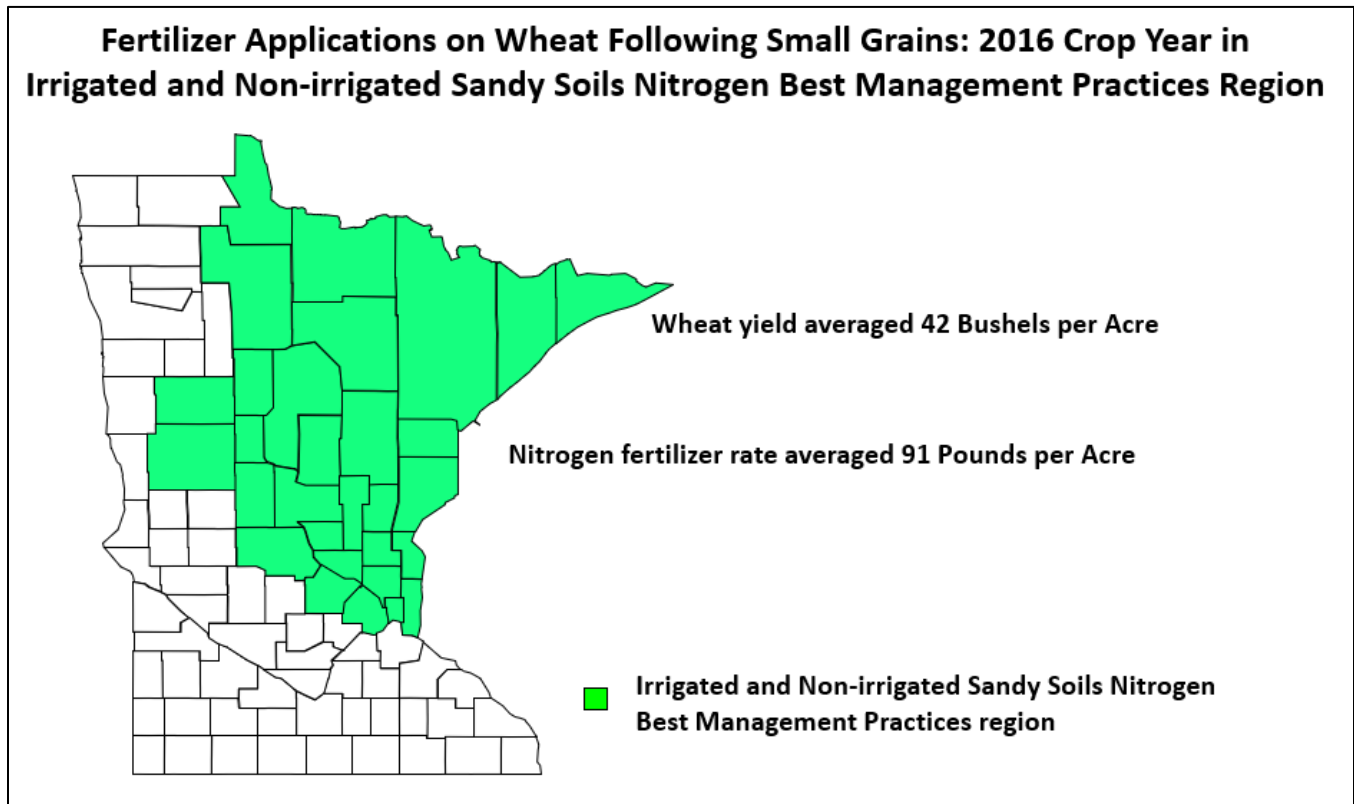 Fertilizer Applications on Wheat Following Small Grains: 2016 Crop Year in
Irrigated and Non-irrigated Sandy Soils Nitrogen Best Management Practices Region
Wheat yield averaged 42 Bushels per Acre
Nitrogen fertilizer rate averaged 91 Pounds per Acre
Irrigated and Non-irrigated Sandy Soils Nitrogen
Best Management Practices region